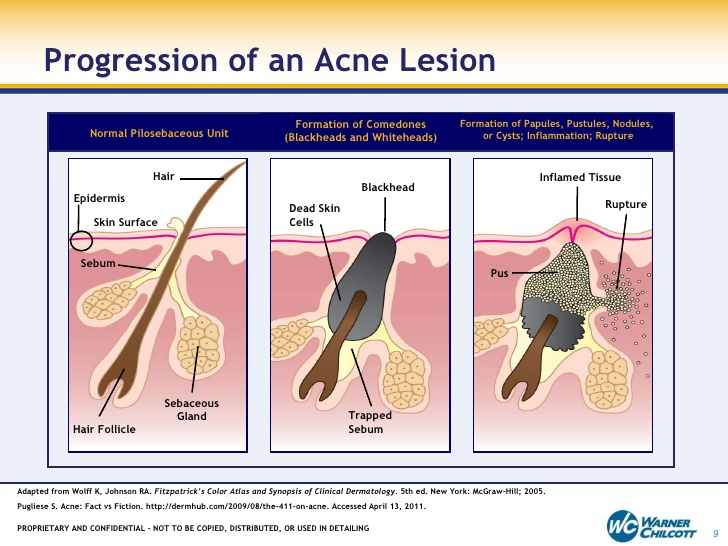 Progression of an Acne Lesion
Normal Pilosebaceous Unit
Formation of Comedones
(Blackheads and Whiteheads)
Formation of Papules, Pustules, Nodules,
or Cysts; Inflammation; Rupture
Hair
Epidermis
Skin Surface
Sebum
Sebaceous
Gland
Hair Follicle
Blackhead
Dead Skin
Cells
Trapped
Sebum
Inflamed Tissue
Rupture
Pus
Adapted from Wolff K, Johnson RA. Fitzpatrick's Color Atlas and Synopsis of Clinical Dermatology. 5th ed. New York: McGraw-Hill; 2005.
Pugliese S. Acne: Fact vs Fiction. http://dermhub.com/2009/08/the-411-on-acne. Accessed April 13, 2011.
PROPRIETARY AND CONFIDENTIAL - NOT TO BE COPIED, DISTRIBUTED, OR USED IN DETAILING
WC WARNER
CHILCOTT
9